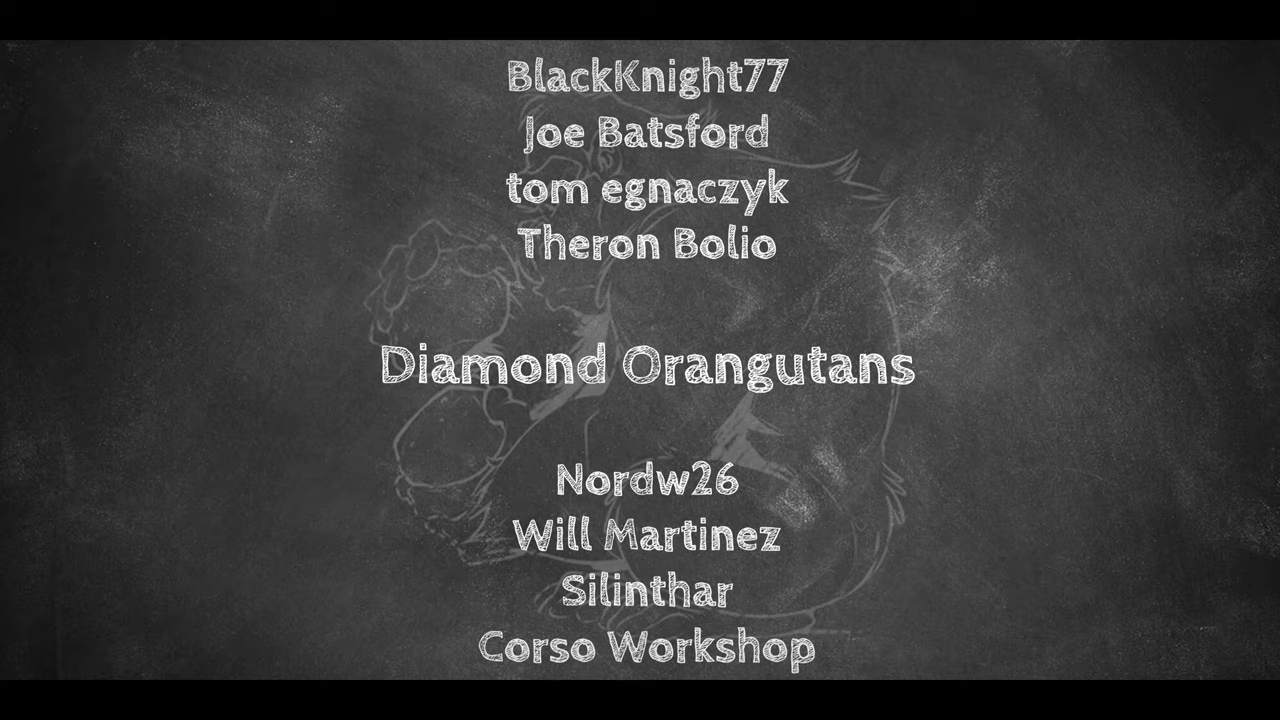 BlackKnight77
Joe Batsford
tom egnaczyk
Theron Bolio
Diamond Orangutans
Nordw26
Will Martinez
Silinthar
Corso Workshop